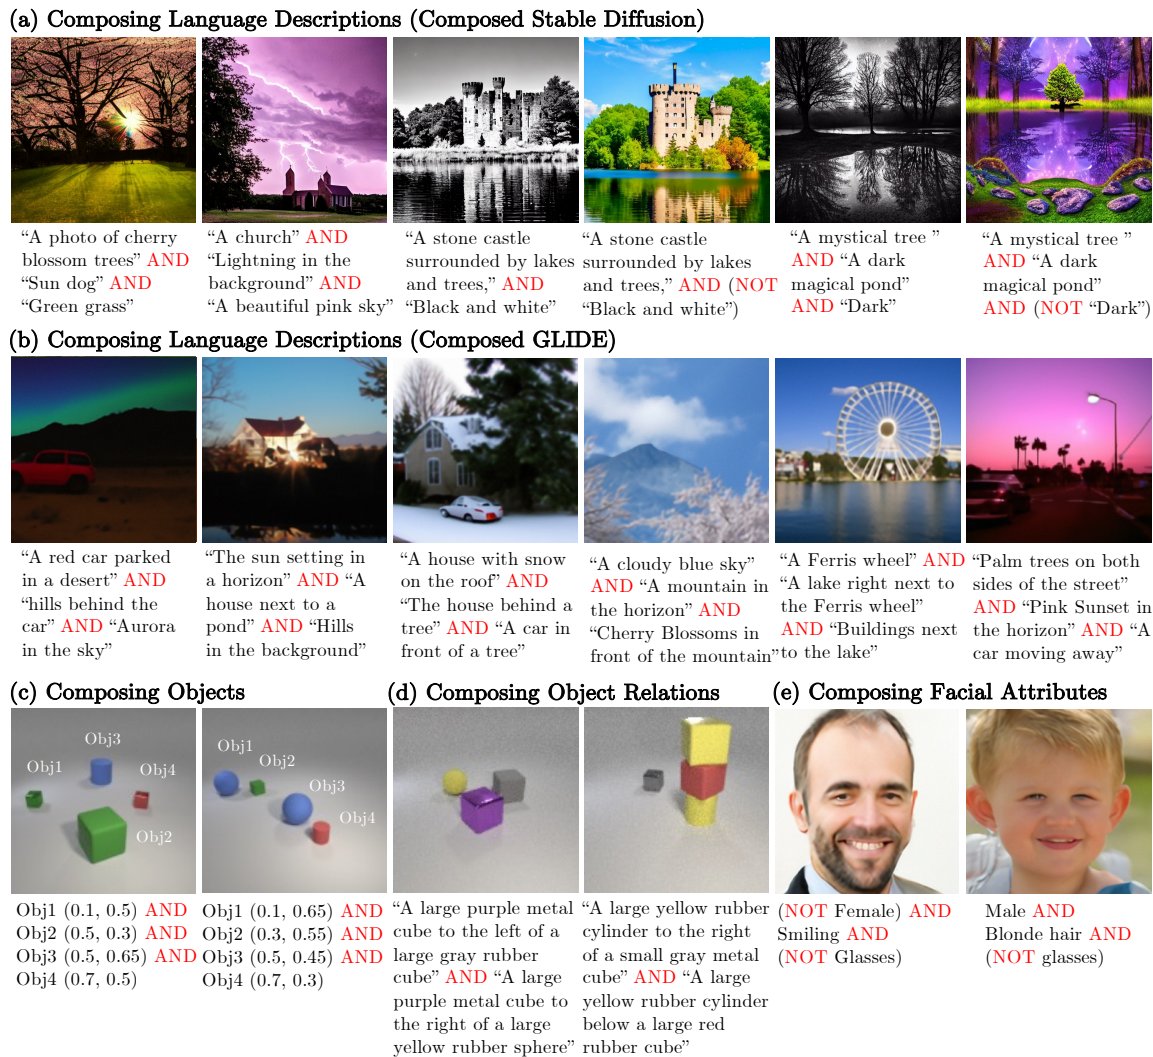 (a) Composing Language Descriptions (Composed Stable Diffusion)
“A photo of cherry
blossom trees” AND
“Sun dog” AND
“Green grass”
“A church” AND
“Lightning in the
background” AND
“A beautiful pink sky”
“A stone castle
surrounded by lakes
and trees,” AND
“Black and white”
“A stone castle
surrounded by lakes
and trees,” AND (NOT
“Black and white”)
“A mystical tree ”
AND “A dark
magical pond”
AND “Dark”
“A mystical tree ”
AND “A dark
magical pond”
AND (NOT “Dark”)
(b) Composing Language Descriptions (Composed GLIDE)
“A red car parked
in a desert” AND
“hills behind the
car” AND “Aurora
in the sky”
“The sun setting in
a horizon” AND “A
house next to a
pond” AND “Hills
in the background”
“A house with snow
on the roof” AND
“The house behind a
tree” AND “A car in
front of a tree”
“A cloudy blue sky”
AND “A mountain in
the horizon” AND
“Cherry Blossoms in
front of the mountain”
“A Ferris wheel” AND
“A lake right next to
the Ferris wheel”
AND “Buildings next
to the lake”
“Palm trees on both
sides of the street”
AND “Pink Sunset in
the horizon” AND “A
car moving away”
(c) Composing Objects
Obj3
Obj1
Obj4
Obj2
Obj1 (0.1, 0.5) AND
Obj2 (0.5, 0.3) AND
Obj3 (0.5, 0.65) AND
Obj4 (0.7, 0.5)
Obj1
Obj2
Obj3
Obj4
Obj1 (0.1, 0.65) AND
Obj2 (0.3, 0.55) AND
Obj3 (0.5, 0.45) AND
Obj4 (0.7, 0.3)
(d) Composing Object Relations
“A large purple metal
cube to the left of a
large gray rubber
cube” AND “A large
purple metal cube to
the right of a large
yellow rubber sphere”
“A large yellow rubber
cylinder to the right
of a small gray metal
cube” AND “A large
yellow rubber cylinder
below a large red
rubber cube”
(e) Composing Facial Attributes
(NOT Female) AND
Smiling AND
(NOT Glasses)
Male AND
Blonde hair AND
(NOT glasses)